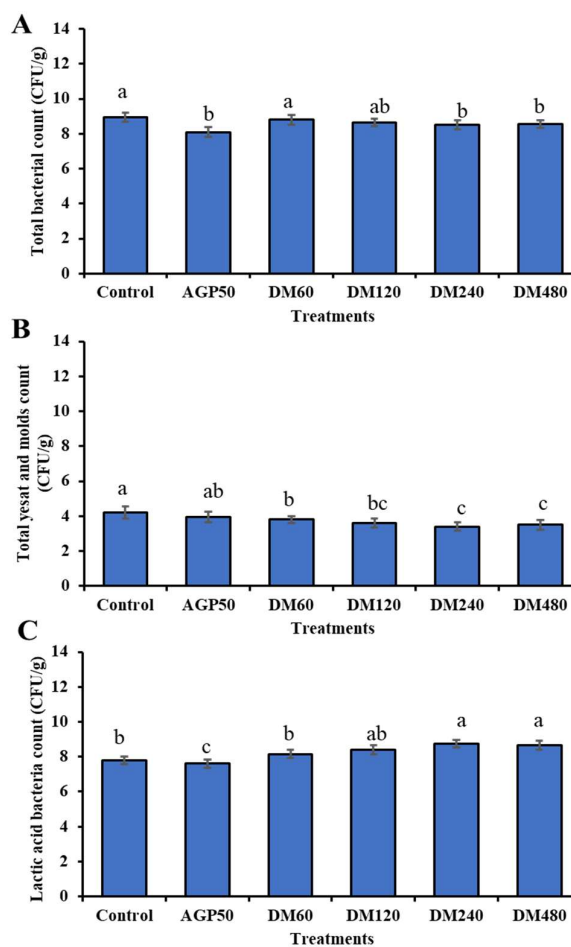 A
Total bacterial count (CFU/g)
14
12
10
8
6
4
2
0
a
b
a
ab
b
b
Control AGP50 DM60 DM120 DM240 DM480
Treatments
B
Total yesat and molds count
(CFU/g)
14
12
10
8
6
4
2
0
a
ab
b
bc
c
c
Control AGP50 DM60 DM120 DM240 DM480
Treatments
C
Lactic acid bacteria count (CFU/g)
14
12
10
8
6
4
2
0
b
c
b
ab
a
a
Control AGP50 DM60 DM120 DM240 DM480
Treatments